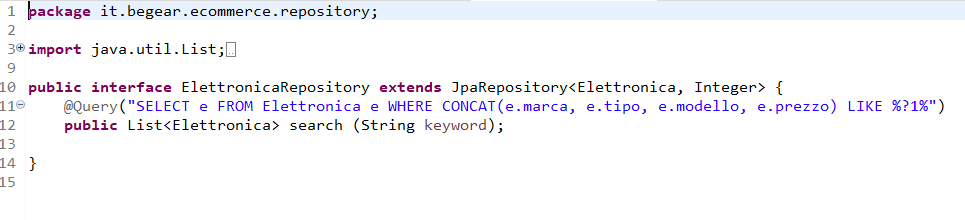 1 package it.begear.ecommerce.repository;
2
3 import java.util.List;
9
10 public interface ElettronicaRepository extends JpaRepository<Elettronica, Integer> {
11 @Query("SELECT e FROM Elettronica e WHERE CONCAT(e.marca, e.tipo, e.modello, e.prezzo) LIKE %?1%")
12 public List<Elettronica> search (String keyword);
13
14 }
15